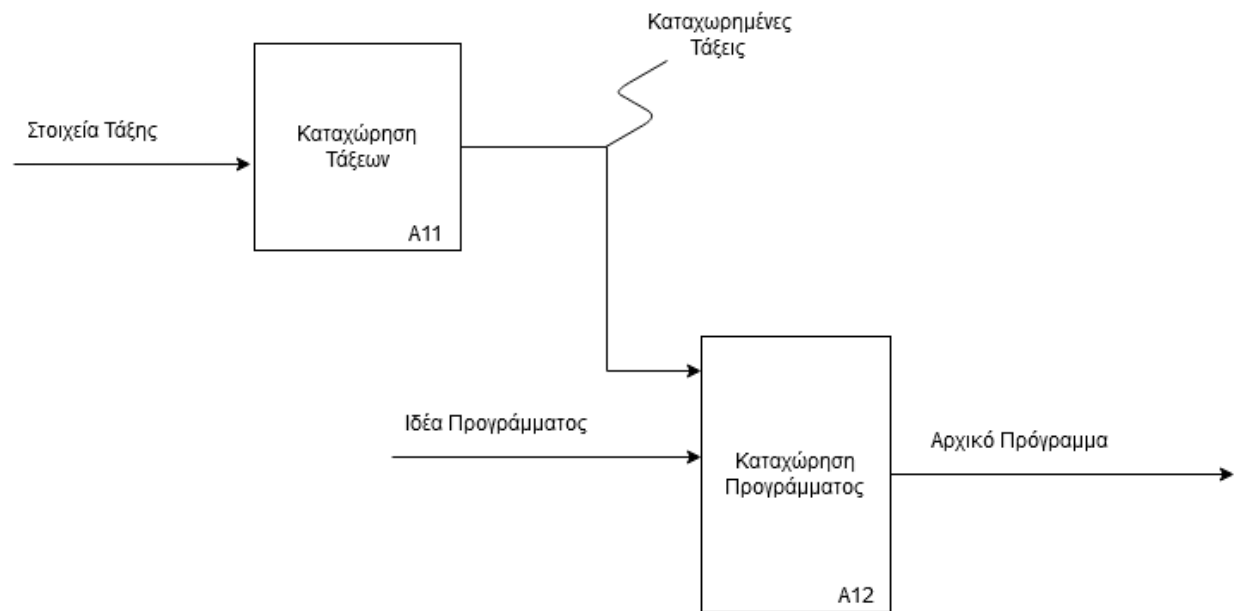 Καταχωρημένες
Τάξεις
Στοιχεία Τάξης
Καταχώρηση
Τάξεων
A11
Ιδέα Προγράμματος
Καταχώρηση
Προγράμματος
Αρχικό Πρόγραμμα
A12